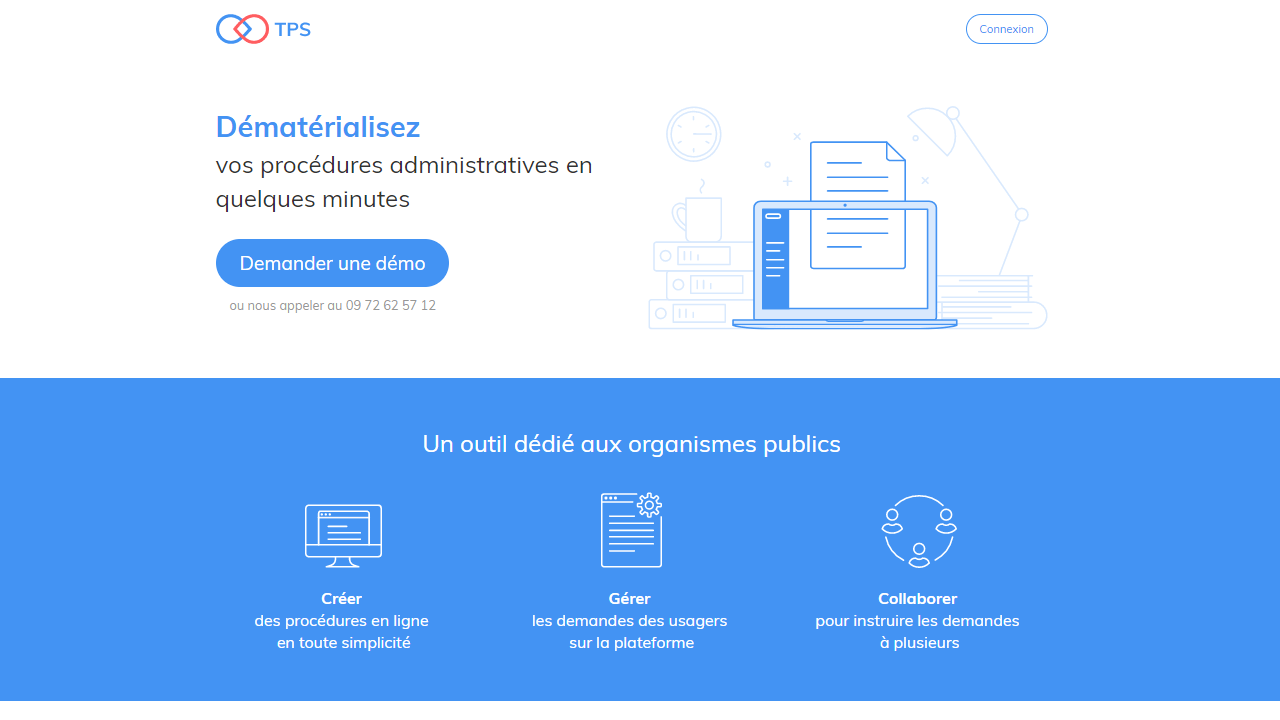 TPS
Connexion
Dématérialisez
vos procédures administratives en
quelques minutes
Demander une démo
ou nous appeler au 09 72 62 57 12
Un outil dédié aux organismes publics
Créer
des procédures en ligne
en toute simplicité
Gérer
les demandes des usagers
sur la plateforme
Collaborer
pour instruire les demandes
à plusieurs